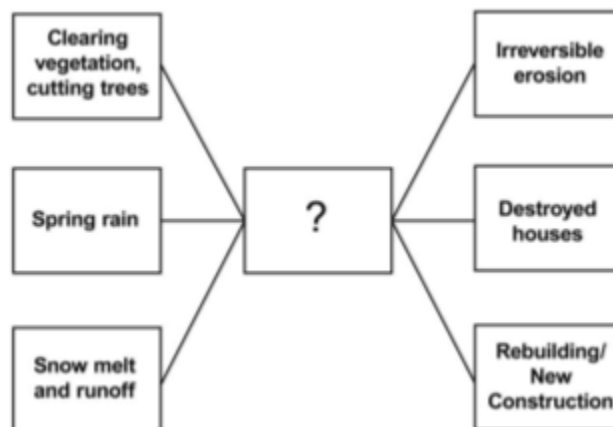 Clearing
vegetation,
cutting trees
Irreversible
erosion
Spring rain
?
Destroyed
houses
Snow melt
and runoff
Rebuilding/
New
Construction